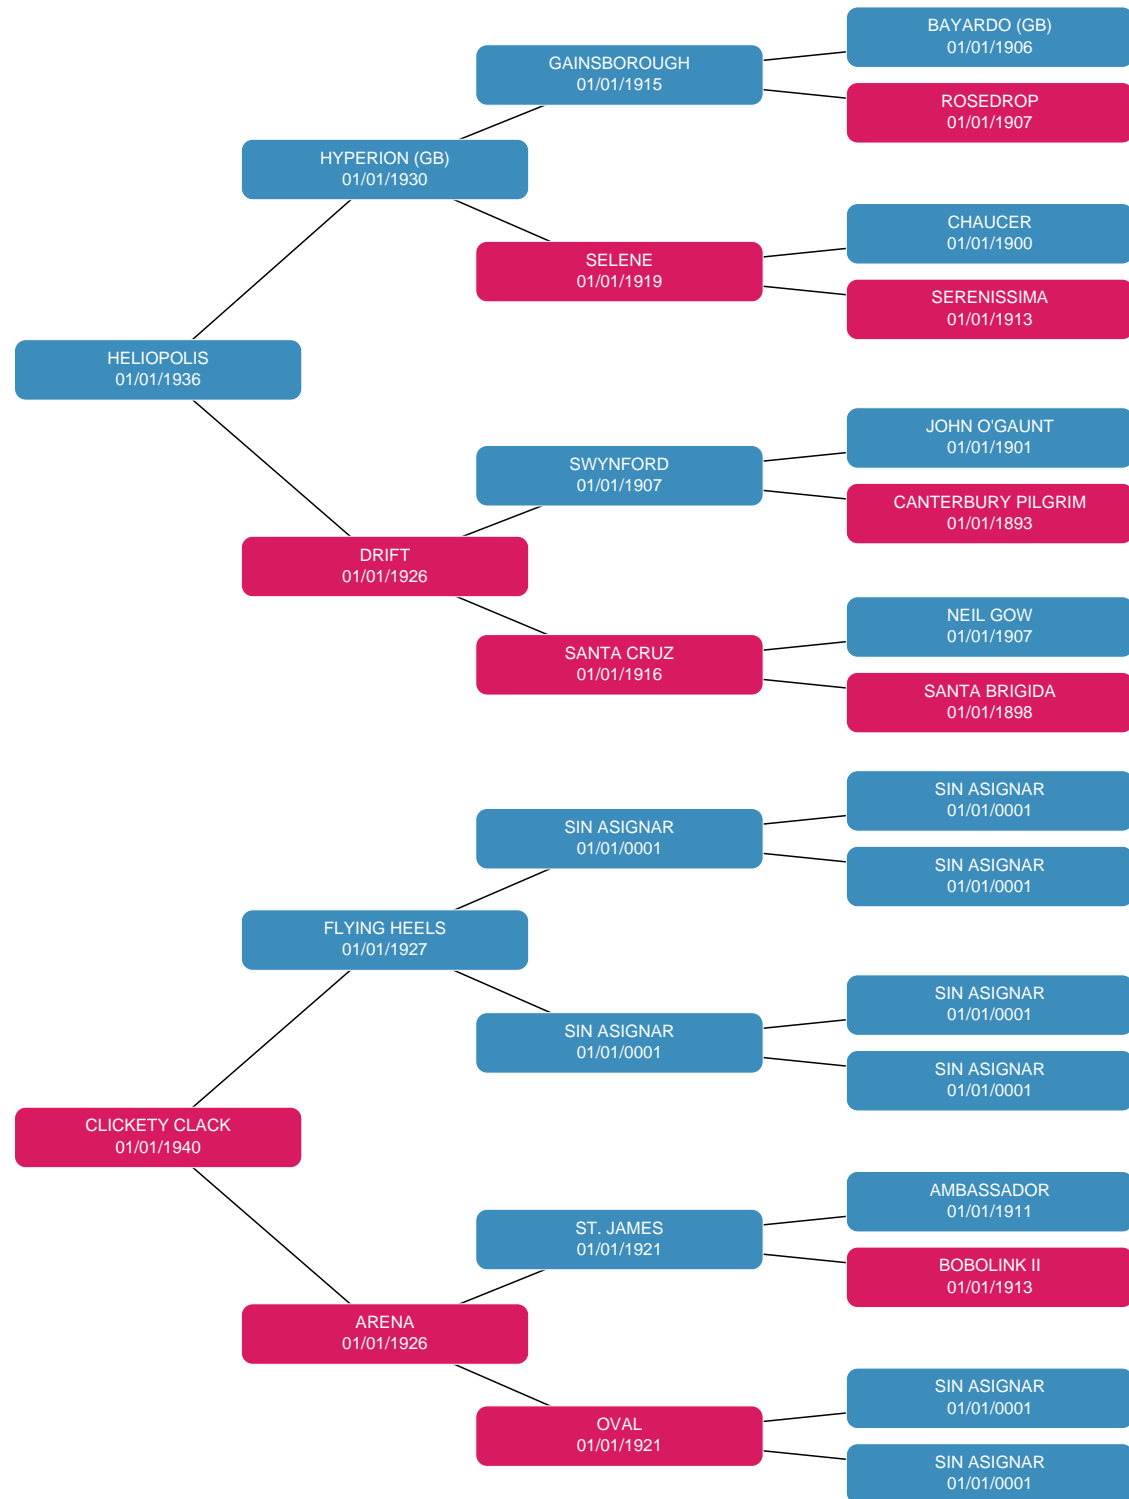 BAYARDO (GB)
01/01/1906
GAINSBOROUGH
01/01/1915
ROSEDROP
01/01/1907
HYPERION (GB)
01/01/1930
CHAUCER
01/01/1900
SELENE
01/01/1919
SERENISSIMA
01/01/1913
HELIOPOLIS
01/01/1936
JOHN O'GAUNT
01/01/1901
SWYNFORD
01/01/1907
CANTERBURY PILGRIM
01/01/1893
DRIFT
01/01/1926
NEIL GOW
01/01/1907
SANTA CRUZ
01/01/1916
SANTA BRIGIDA
01/01/1898
SIN ASIGNAR
01/01/0001
SIN ASIGNAR
01/01/0001
SIN ASIGNAR
01/01/0001
FLYING HEELS
01/01/1927
SIN ASIGNAR
01/01/0001
SIN ASIGNAR
01/01/0001
SIN ASIGNAR
01/01/0001
CLICKETY CLACK
01/01/1940
AMBASSADOR
01/01/1911
ST. JAMES
01/01/1921
BOBOLINK II
01/01/1913
ARENA
01/01/1926
SIN ASIGNAR
01/01/0001
OVAL
01/01/1921
SIN ASIGNAR
01/01/0001